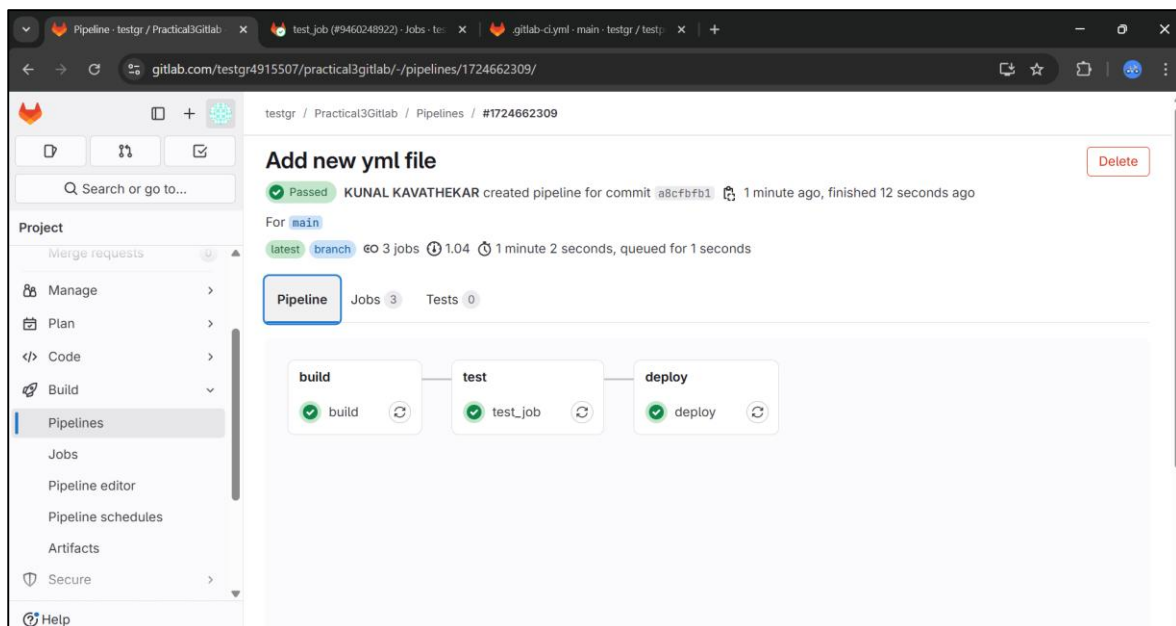 Pipeline · testgr / Practical3Gitlab
test_job (#9460248922) · Jobs · tes
.gitlab-ci.yml · main · testgr / testp
gitlab.com/testgr4915507/practical3gitlab/-/pipelines/1724662309/
testgr / Practical3Gitlab / Pipelines / #1724662309
Search or go to...
Project
Merge requests 0
Manage
Plan
Code
Build
Pipelines
Jobs
Pipeline editor
Pipeline schedules
Artifacts
Secure
Help
Add new yml file
Delete
Passed KUNAL KAVATHEKAR created pipeline for commit a8cfbfb1 1 minute ago, finished 12 seconds ago
For main
latest branch 3 jobs 1.04 1 minute 2 seconds, queued for 1 seconds
Pipeline Jobs 3 Tests 0
build test deploy
build test_job deploy